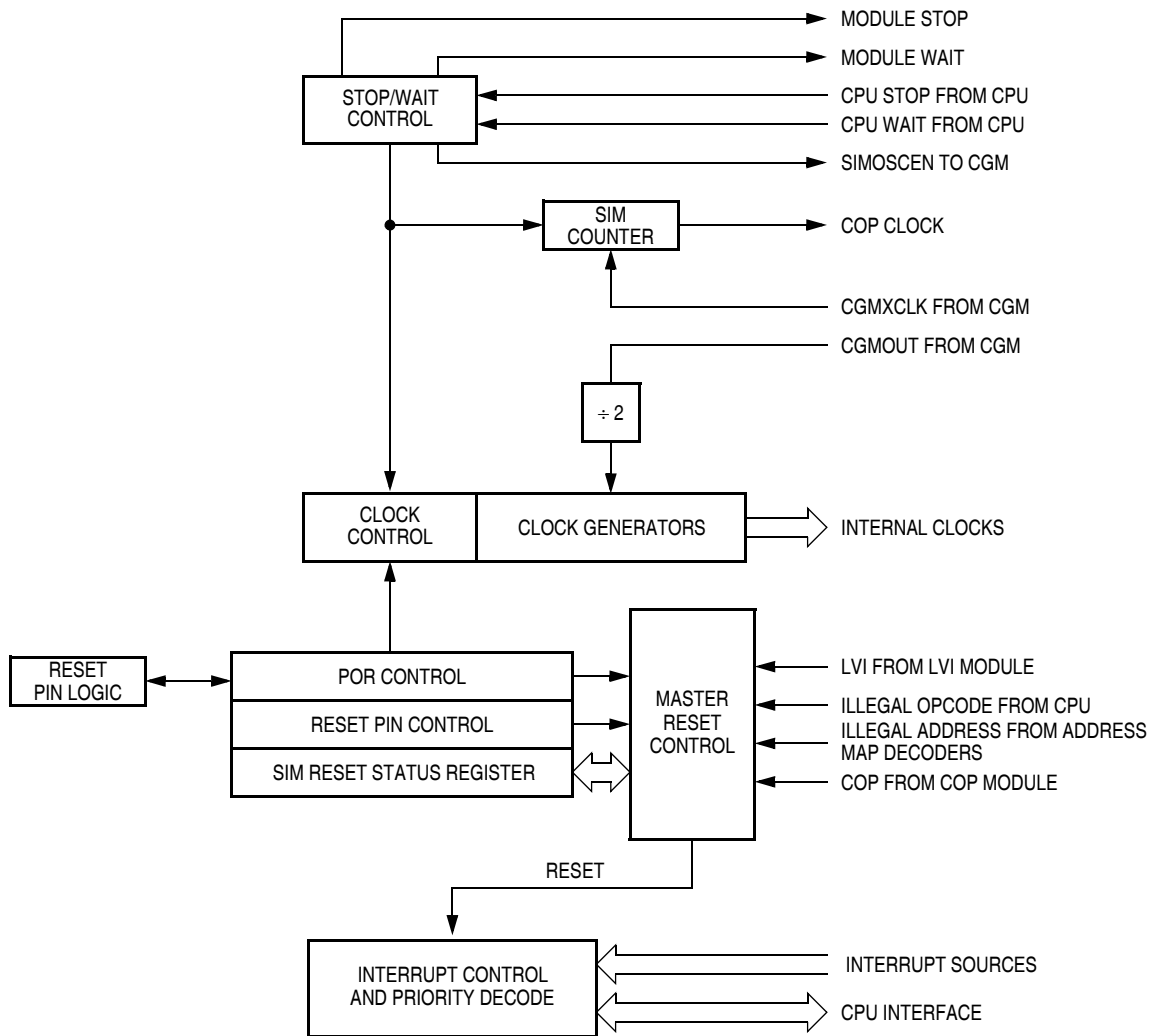 MODULE STOP
MODULE WAIT
STOP/WAIT
CONTROL
CPU STOP FROM CPU
CPU WAIT FROM CPU
SIMOSCEN TO CGM
SIM
COUNTER
COP CLOCK
CGMXCLK FROM CGM
CGMOUT FROM CGM
÷ 2
CLOCK
CONTROL
CLOCK GENERATORS
INTERNAL CLOCKS
RESET
PIN LOGIC
POR CONTROL
RESET PIN CONTROL
SIM RESET STATUS REGISTER
MASTER
RESET
CONTROL
LVI FROM LVI MODULE
ILLEGAL OPCODE FROM CPU
ILLEGAL ADDRESS FROM ADDRESS
MAP DECODERS
COP FROM COP MODULE
RESET
INTERRUPT CONTROL
AND PRIORITY DECODE
INTERRUPT SOURCES
CPU INTERFACE